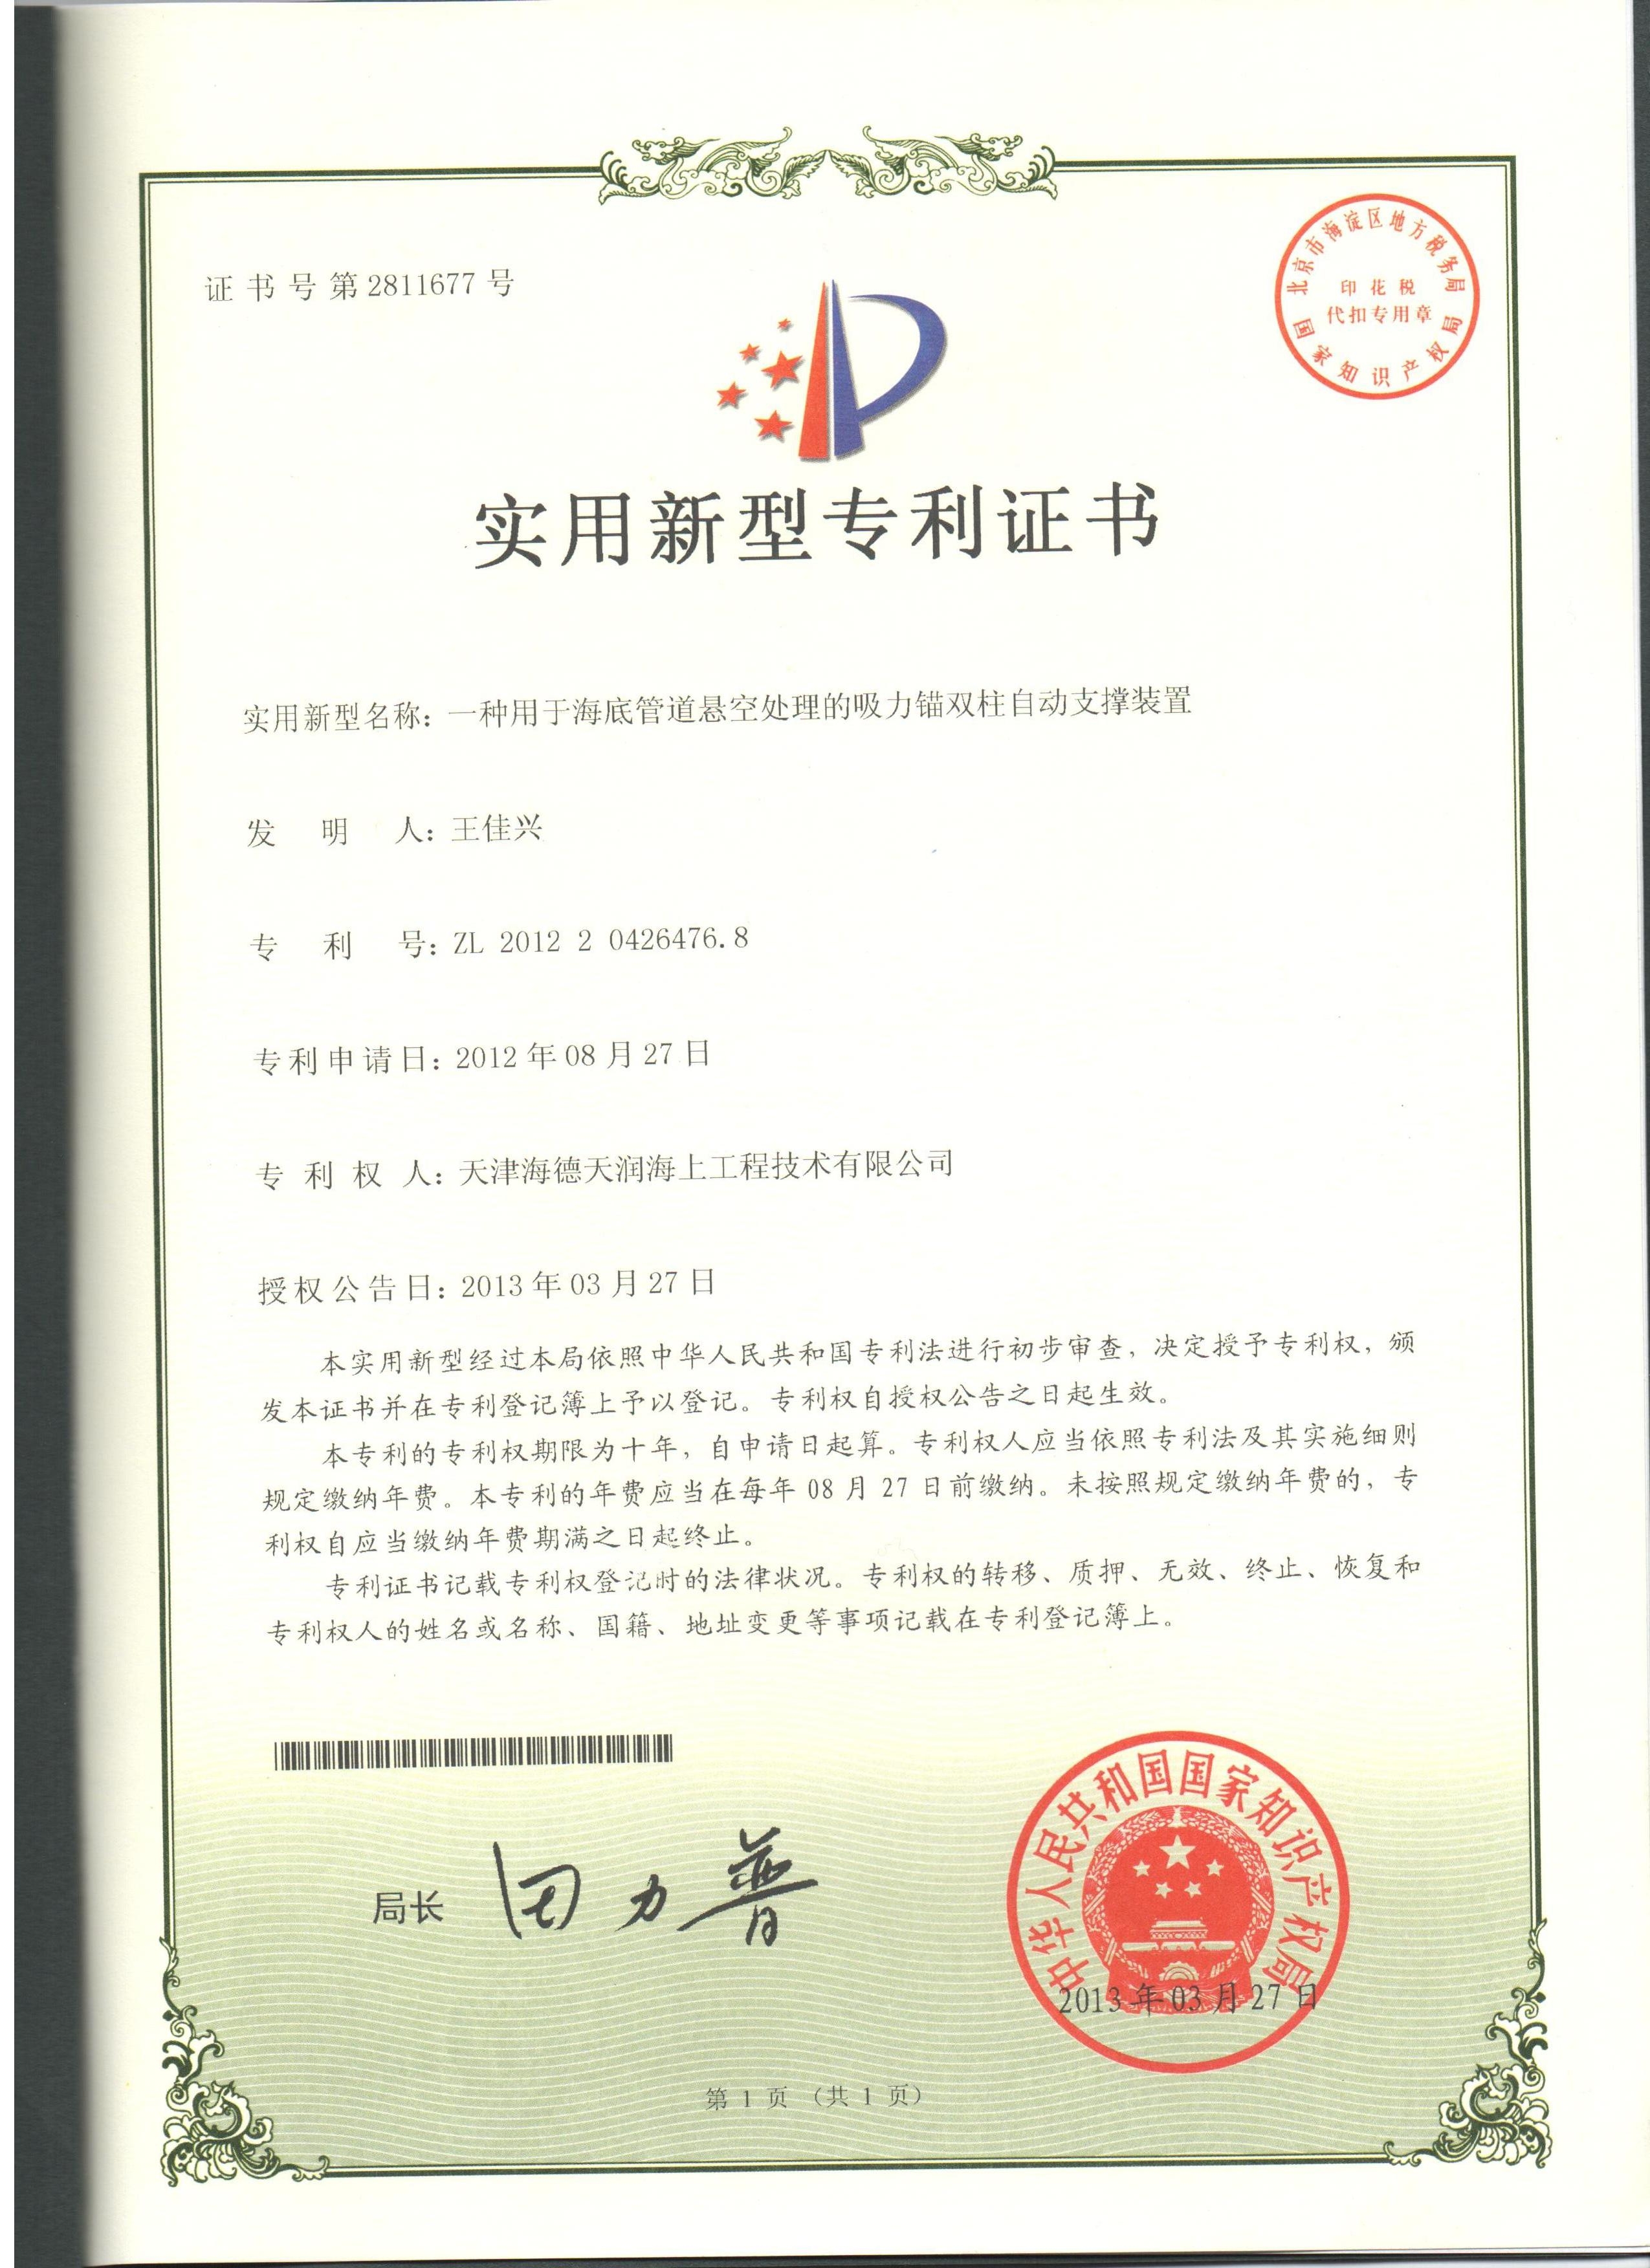 证书号第2811677号
北京市海淀区地方税务局
印花税
代扣专用章
国家知识产权局
实用新型专利证书
实用新型名称：一种用于海底管道悬空处理的吸力锚双柱自动支撑装置
发明人：王佳兴
专利号：ZL 2012 2 0426476.8
专利申请日：2012年08月27日
专利权人：天津海德天润海上工程技术有限公司
授权公告日：2013年03月27日
本实用新型经过本局依照中华人民共和国专利法进行初步审查，决定授予专利权，颁
发本证书并在专利登记簿上予以登记。专利权自授权公告之日起生效。
本专利的专利权期限为十年，自申请日起算。专利权人应当依照专利法及其实施细则
规定缴纳年费。本专利的年费应当在每年08月27日前缴纳。未按照规定缴纳年费的，专
利权自应当缴纳年费期满之日起终止。
专利证书记载专利权登记时的法律状况。专利权的转移、质押、无效、终止、恢复和
专利权人的姓名或名称、国籍、地址变更等事项记载在专利登记簿上。
局长 田力普
中华人民共和国国家知识产权局
2013年03月27日
第1页（共1页）